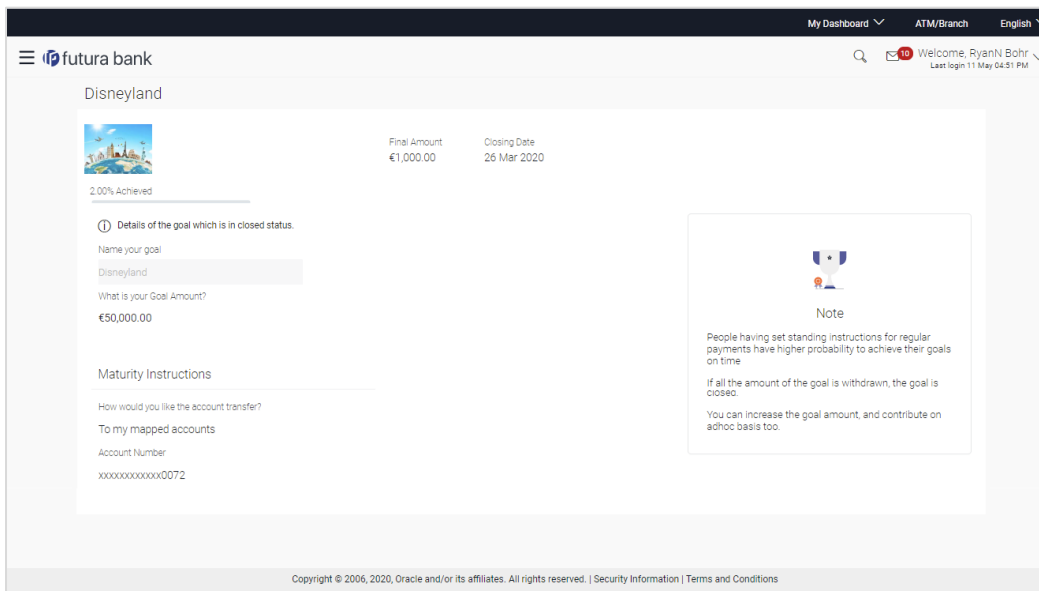 My Dashboard ATM/Branch English
futura bank
10 Welcome, RyanN Bohr
Last login 11 May 04:51 PM
Disneyland
Final Amount Closing Date
€1,000.00 26 Mar 2020
2.00% Achieved
Details of the goal which is in closed status.
Name your goal
Disneyland
What is your Goal Amount?
€50,000.00
Maturity Instructions
How would you like the account transfer?
To my mapped accounts
Account Number
xxxxxxxxxxxx0072
Note
People having set standing instructions for regular
payments have higher probability to achieve their goals
on time
If all the amount of the goal is withdrawn, the goal is
closed.
You can increase the goal amount, and contribute on
adhoc basis too.
Copyright © 2006, 2020, Oracle and/or its affiliates. All rights reserved. | Security Information | Terms and Conditions